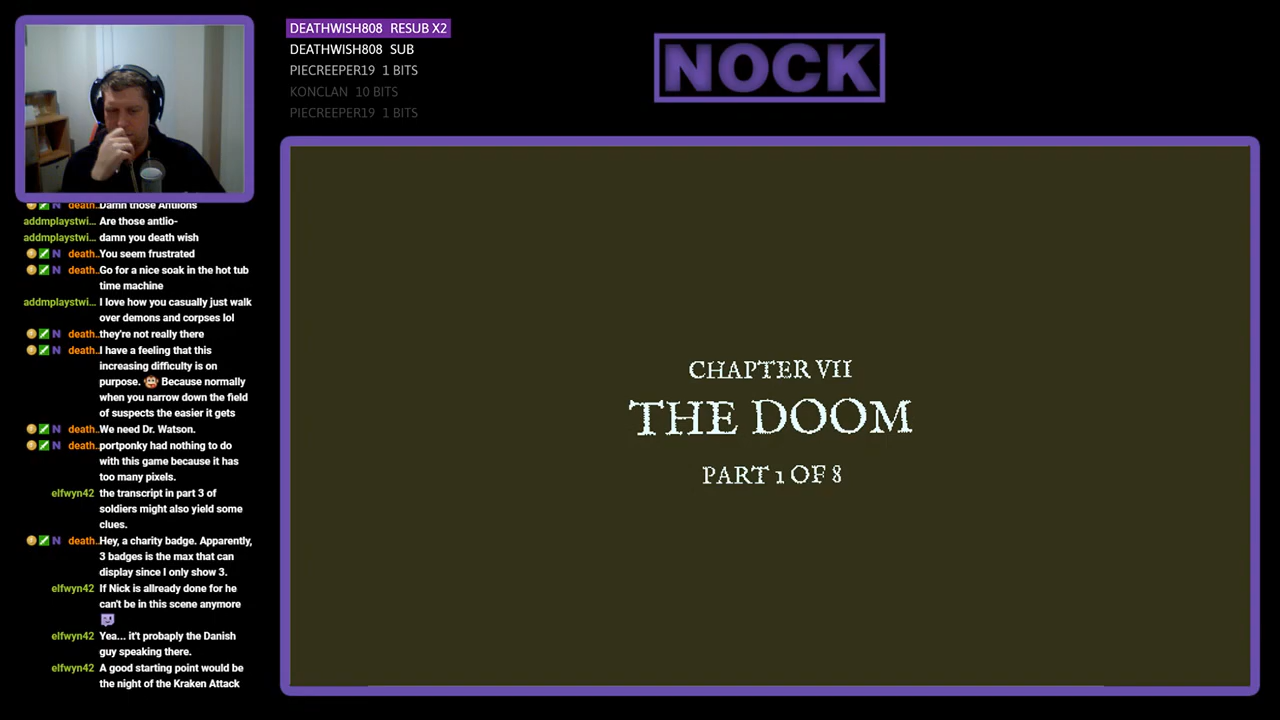 DEATHWISH808 RESUB X2
DEATHWISH808 SUB
PIECREEPER19 1 BITS
KONCLAN 10 BITS
PIECREEPER19 1 BITS
NOCK
death.. Damn those Antlions
addmplaystwi... Are those antlio-
addmplaystwi... damn you death wish
N death.. You seem frustrated
N death.. Go for a nice soak in the hot tub
time machine
addmplaystwi... I love how you casually just walk
over demons and corpses lol
N death.. they're not really there
N death.. I have a feeling that this
increasing difficulty is on
purpose. Because normally
when you narrow down the field
of suspects the easier it gets
N death.. We need Dr. Watson.
N death.. portponky had nothing to do
with this game because it has
too many pixels.
elfwyn42 the transcript in part 3 of
soldiers might also yield some
clues.
N death.. Hey, a charity badge. Apparently,
3 badges is the max that can
display since I only show 3.
elfwyn42 If Nick is allready done for he
can't be in this scene anymore
elfwyn42 Yea... it't probaply the Danish
guy speaking there.
elfwyn42 A good starting point would be
the night of the Kraken Attack
CHAPTER VII
THE DOOM
PART 1 OF 8